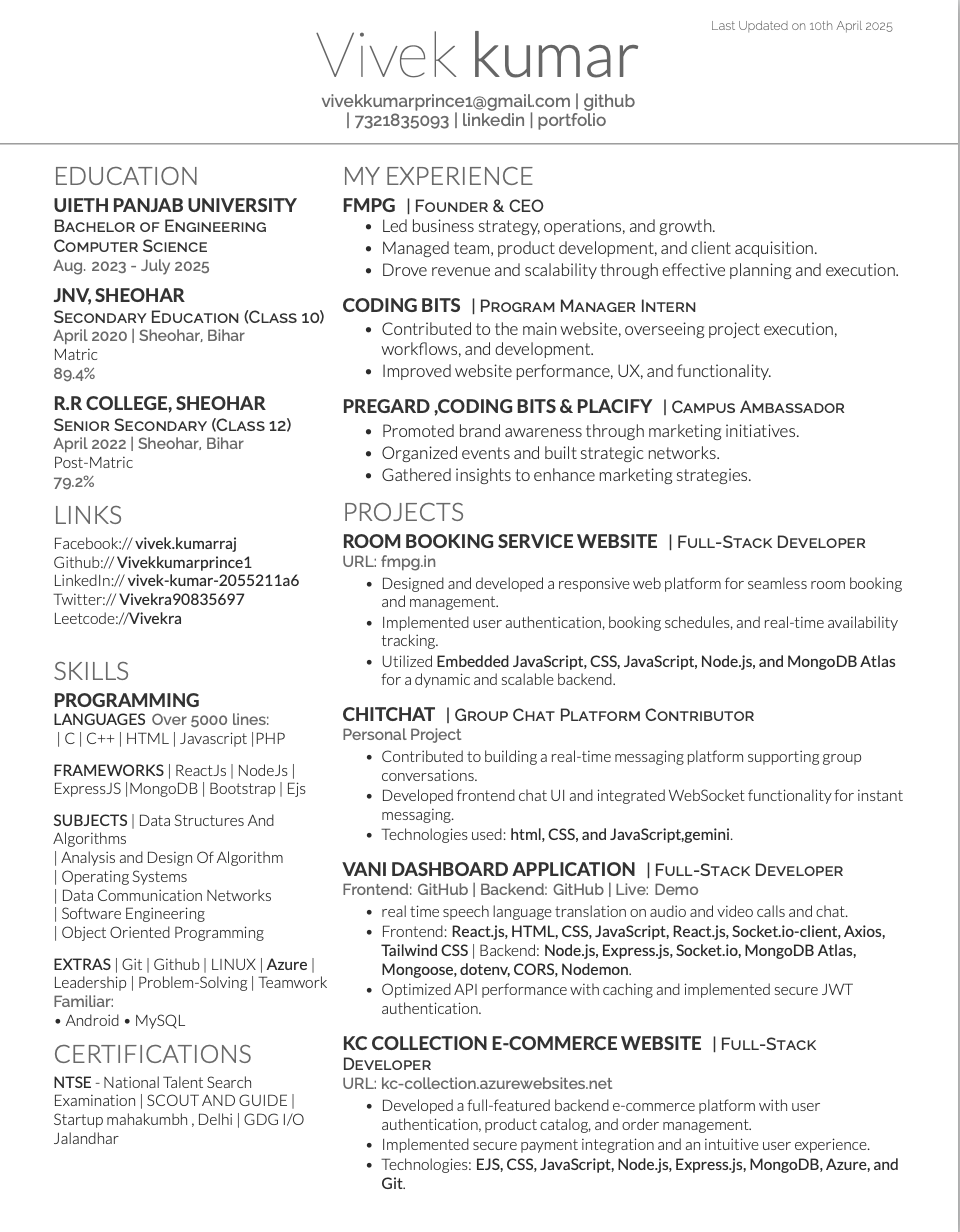 Last Updated on 10th April 2025
Vivek kumar
vivekkumarprince1@gmail.com | github
| 7321835093 | linkedin | portfolio
EDUCATION
UIETH PANJAB UNIVERSITY
Bachelor of Engineering
Computer Science
Aug. 2023 - July 2025
JNV, SHEOHAR
Secondary Education (Class 10)
April 2020 | Sheohar, Bihar
Matric
89.4%
R.R COLLEGE, SHEOHAR
Senior Secondary (Class 12)
April 2022 | Sheohar, Bihar
Post-Matric
79.2%
LINKS
Facebook:// vivek.kumarraj
Github:// Vivekkumarprince1
LinkedIn:// vivek-kumar-2055211a6
Twitter:// Vivekra90835697
Leetcode://Vivekra
SKILLS
PROGRAMMING
LANGUAGES Over 5000 lines:
| C | C++ | HTML | Javascript |PHP
FRAMEWORKS | ReactJs | NodeJs |
ExpressJS |MongoDB | Bootstrap | Ejs
SUBJECTS | Data Structures And
Algorithms
| Analysis and Design Of Algorithm
| Operating Systems
| Data Communication Networks
| Software Engineering
| Object Oriented Programming
EXTRAS | Git | Github | LINUX | Azure |
Leadership | Problem-Solving | Teamwork
Familiar:
• Android • MySQL
CERTIFICATIONS
NTSE - National Talent Search
Examination | SCOUT AND GUIDE |
Startup mahakumbh , Delhi | GDG I/O
Jalandhar
MY EXPERIENCE
FMPG | Founder & CEO
• Led business strategy, operations, and growth.
• Managed team, product development, and client acquisition.
• Drove revenue and scalability through effective planning and execution.
CODING BITS | Program Manager Intern
• Contributed to the main website, overseeing project execution,
workflows, and development.
• Improved website performance, UX, and functionality.
PREGARD ,CODING BITS & PLACIFY | Campus Ambassador
• Promoted brand awareness through marketing initiatives.
• Organized events and built strategic networks.
• Gathered insights to enhance marketing strategies.
PROJECTS
ROOM BOOKING SERVICE WEBSITE | Full-Stack Developer
URL: fmpg.in
• Designed and developed a responsive web platform for seamless room booking
and management.
• Implemented user authentication, booking schedules, and real-time availability
tracking.
• Utilized Embedded JavaScript, CSS, JavaScript, Node.js, and MongoDB Atlas
for a dynamic and scalable backend.
CHITCHAT | Group Chat Platform Contributor
Personal Project
• Contributed to building a real-time messaging platform supporting group
conversations.
• Developed frontend chat UI and integrated WebSocket functionality for instant
messaging.
• Technologies used: html, CSS, and JavaScript,gemini.
VANI DASHBOARD APPLICATION | Full-Stack Developer
Frontend: GitHub | Backend: GitHub | Live: Demo
• real time speech language translation on audio and video calls and chat.
• Frontend: React.js, HTML, CSS, JavaScript, React.js, Socket.io-client, Axios,
Tailwind CSS | Backend: Node.js, Express.js, Socket.io, MongoDB Atlas,
Mongoose, dotenv, CORS, Nodemon.
• Optimized API performance with caching and implemented secure JWT
authentication.
KC COLLECTION E-COMMERCE WEBSITE | Full-Stack
Developer
URL: kc-collection.azurewebsites.net
• Developed a full-featured backend e-commerce platform with user
authentication, product catalog, and order management.
• Implemented secure payment integration and an intuitive user experience.
• Technologies: EJS, CSS, JavaScript, Node.js, Express.js, MongoDB, Azure, and
Git.